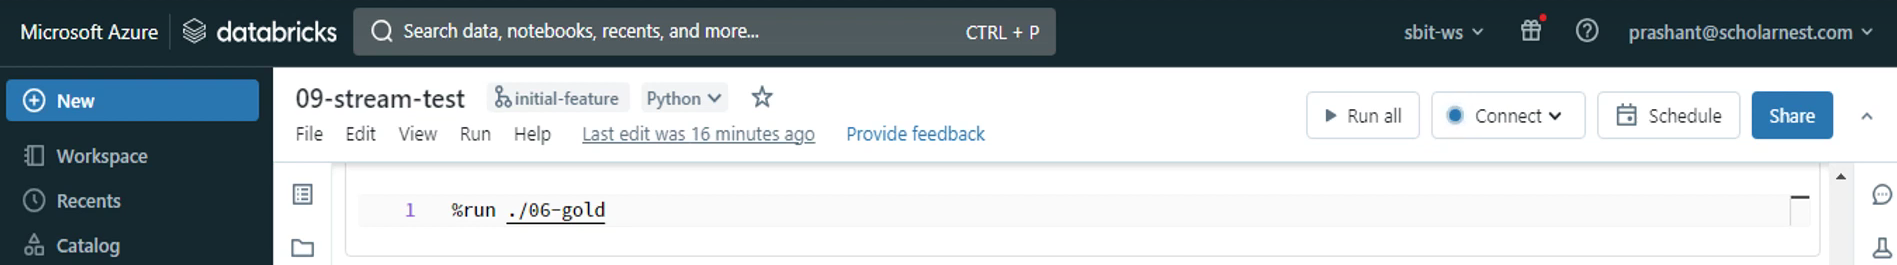 Microsoft Azure databricks Search data, notebooks, recents, and more... CTRL + P sbit-ws prashant@scholarnest.com
New
Workspace
Recents
Catalog
09-stream-test initial-feature Python
File Edit View Run Help Last edit was 16 minutes ago Provide feedback
Run all Connect Schedule Share
1 %run ./06-gold